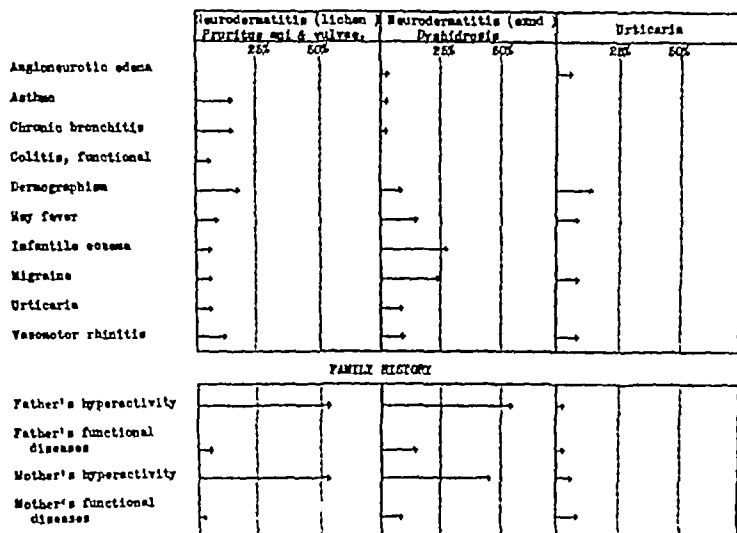 Neurodermatitis (lichen) Neurodermatitis (exud) Urticaria
Pruritus ani & vulvae. Dyshidrosis
25% 50% 25% 50% 25% 50%
Angioneurotic edema
Asthma
Chronic bronchitis
Colitis, functional
Dermographism
Hay fever
Infantile eczema
Migraine
Urticaria
Vasomotor rhinitis
FAMILY HISTORY
Father's hyperactivity
Father's functional
diseases
Mother's hyperactivity
Mother's functional
diseases